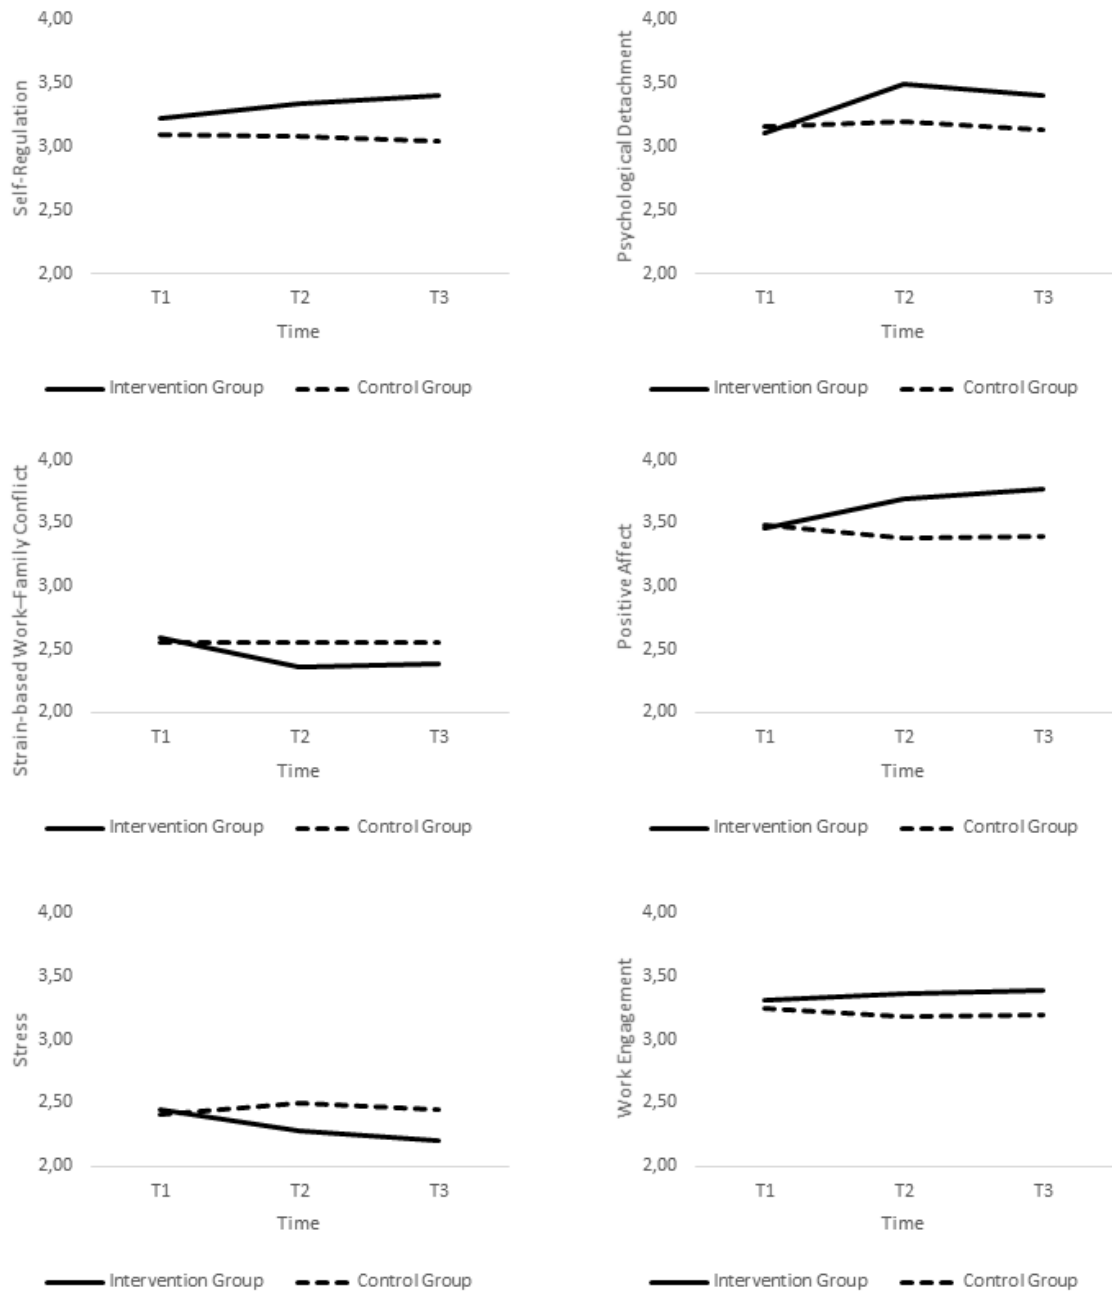 4,00
3,50
3,00
2,50
2,00
Self-Regulation
T1 T2 T3
Time
Intervention Group Control Group
4,00
3,50
3,00
2,50
2,00
Psychological Detachment
T1 T2 T3
Time
Intervention Group Control Group
4,00
3,50
3,00
2,50
2,00
Strain-based Work–Family Conflict
T1 T2 T3
Time
Intervention Group Control Group
4,00
3,50
3,00
2,50
2,00
Positive Affect
T1 T2 T3
Time
Intervention Group Control Group
4,00
3,50
3,00
2,50
2,00
Stress
T1 T2 T3
Time
Intervention Group Control Group
4,00
3,50
3,00
2,50
2,00
Work Engagement
T1 T2 T3
Time
Intervention Group Control Group